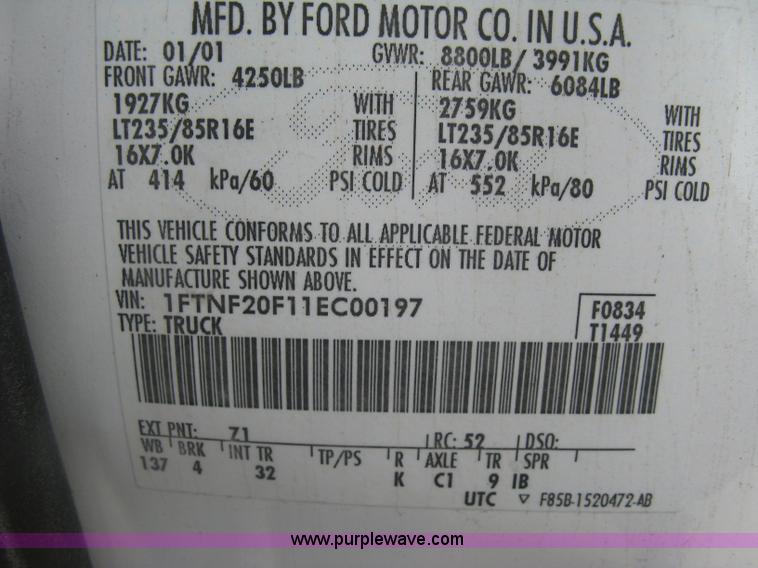 MFD. BY FORD MOTOR CO. IN U.S.A.
DATE: 01/01 GVWR: 8800LB/ 3991KG
FRONT GAWR: 4250LB REAR GAWR: 6084LB
1927KG WITH 2759KG WITH
LT235/85R16E TIRES LT235/85R16E TIRES
16X7.0K RIMS 16X7.0K RIMS
AT 414 kPa/60 PSI COLD AT 552 kPa/80 PSI COLD
THIS VEHICLE CONFORMS TO ALL APPLICABLE FEDERAL MOTOR
VEHICLE SAFETY STANDARDS IN EFFECT ON THE DATE OF
MANUFACTURE SHOWN ABOVE.
VIN: 1FTNF20F11EC00197 F0834
TYPE: TRUCK T1449
EXT PNT: 71 RC: 52 DSO:
WB BRK INT TR TP/PS R AXLE TR SPR
137 4 32 K C1 9 IB
UTC ▽ F85B-1520472-AB
www.purplewave.com